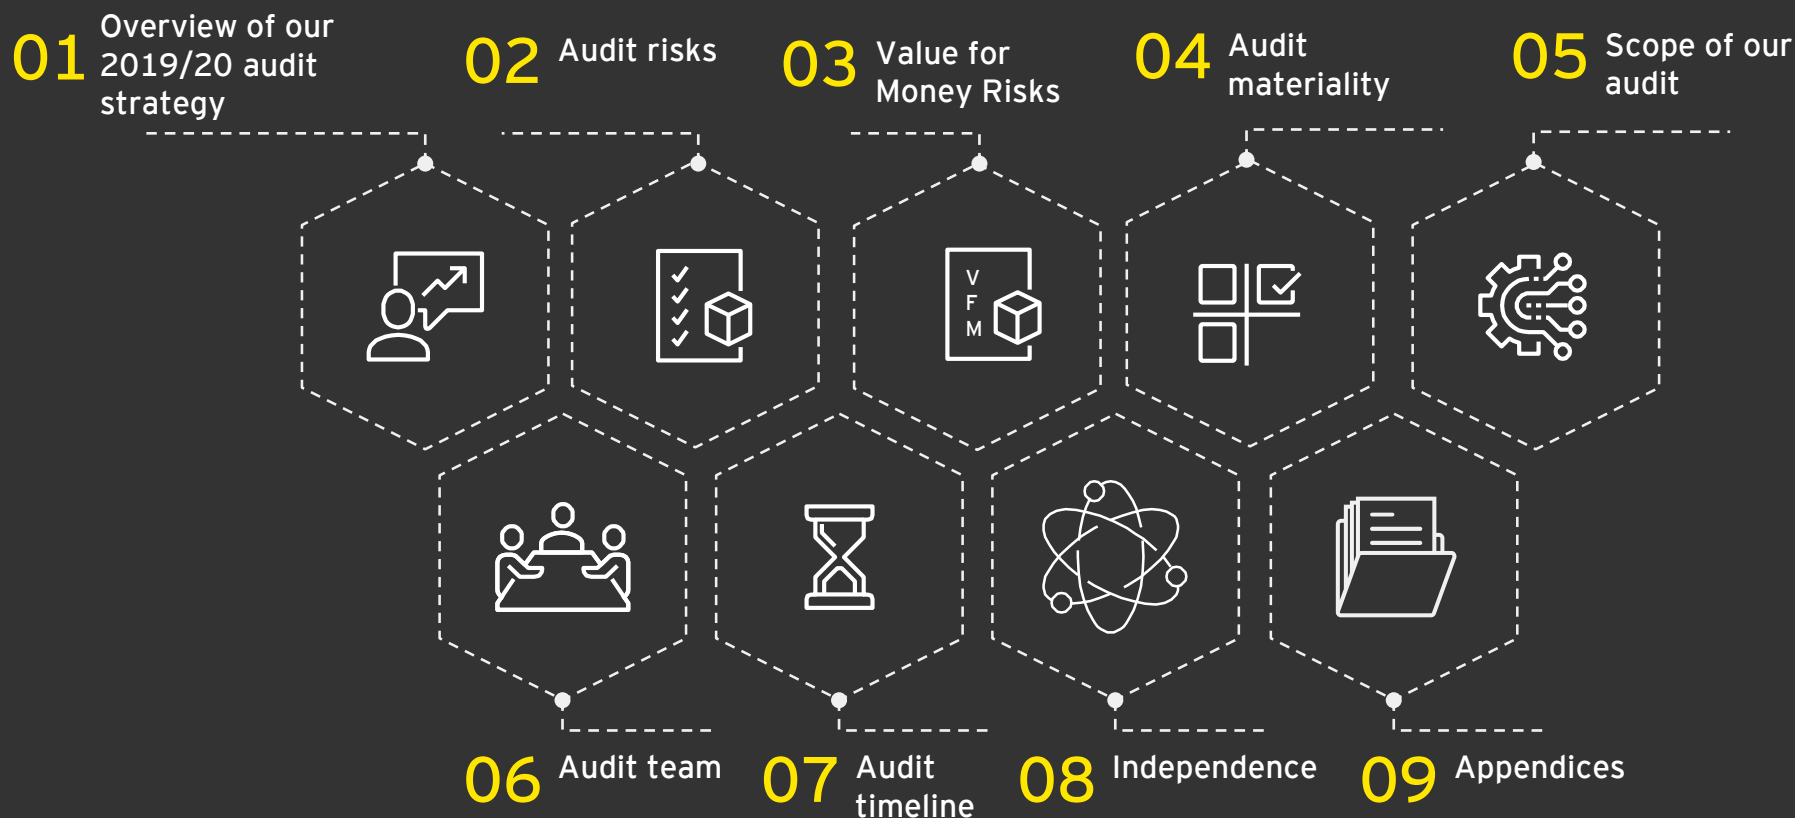 01
Overview of our
2019/20 audit
strategy
02
Audit risks
03
Value for
Money Risks
04
Audit
materiality
05
Scope of our
audit
V
F
M
06
Audit team
07
Audit
timeline
08
Independence
09
Appendices